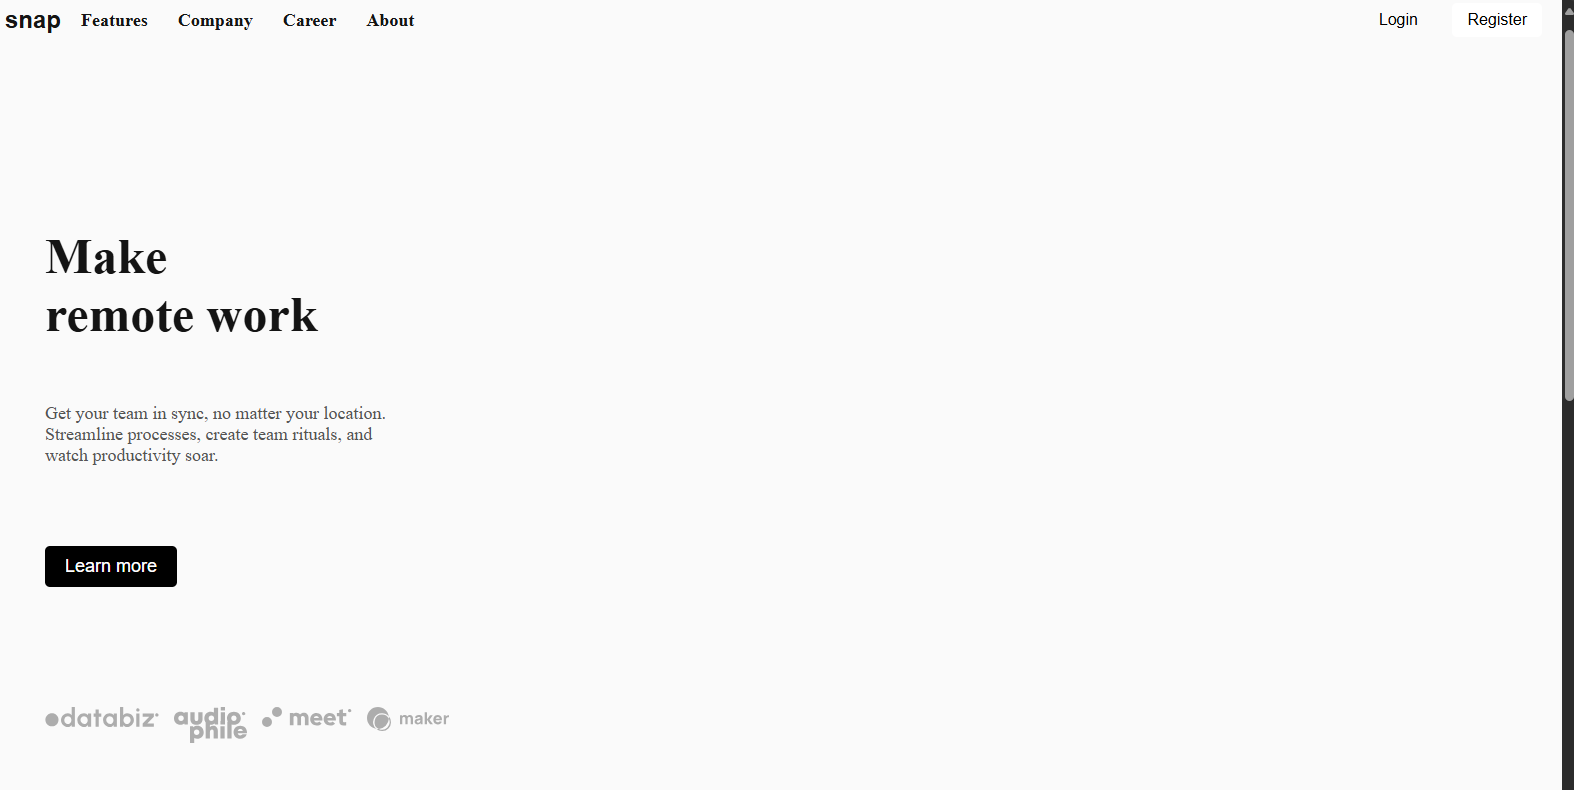 snap Features Company Career About Login Register
Make
remote work
Get your team in sync, no matter your location.
Streamline processes, create team rituals, and
watch productivity soar.
Learn more
databiz audiophile meet maker